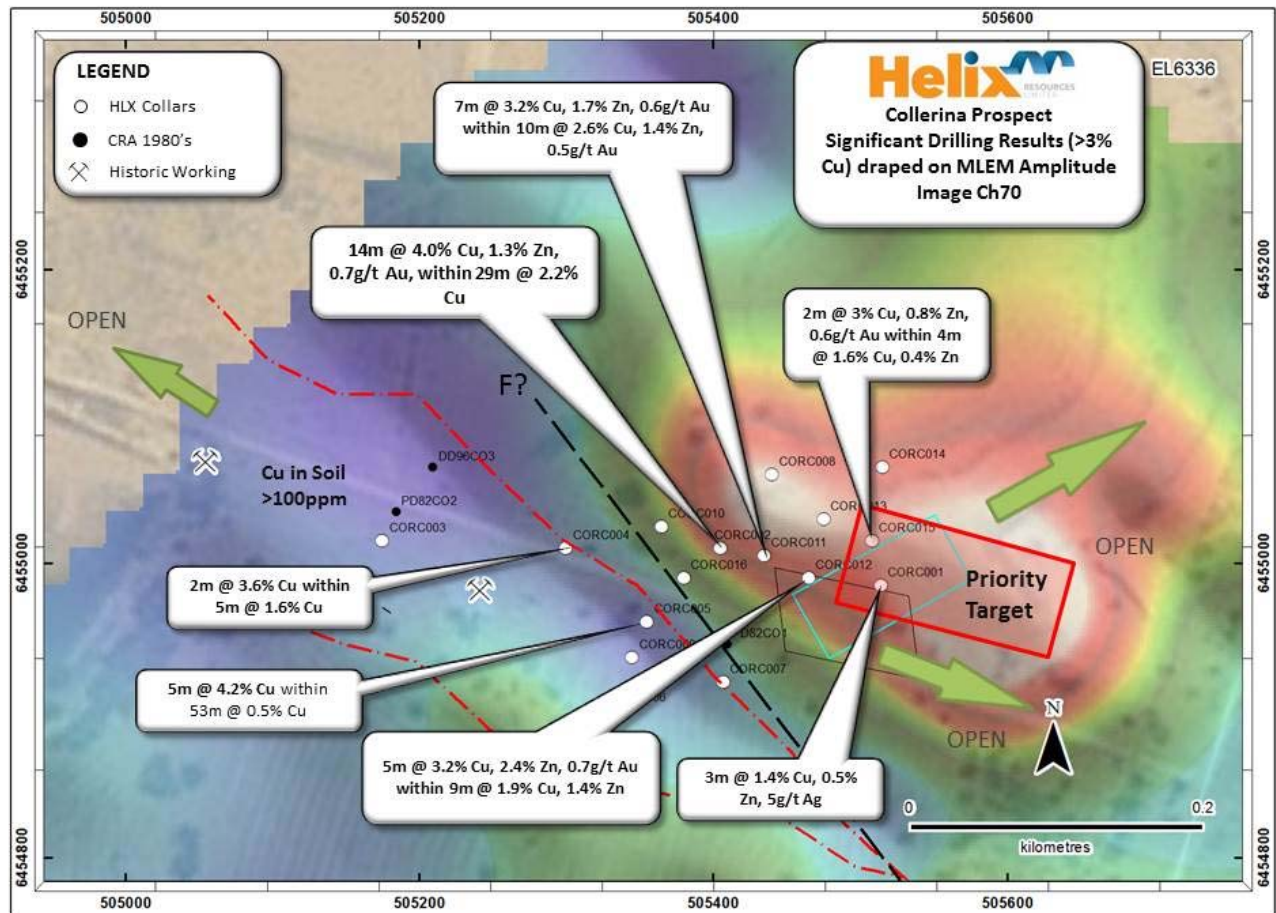 505000
505200
505400
505600
LEGEND
HLX Collars
CRA 1980's
Historic Working
7m @ 3.2% Cu, 1.7% Zn, 0.6g/t Au
within 10m @ 2.6% Cu, 1.4% Zn,
0.5g/t Au
Helix
RESOURCES
LIMITED
Collerina Prospect
Significant Drilling Results (>3%
Cu) draped on MLEM Amplitude
Image Ch70
EL6336
14m @ 4.0% Cu, 1.3% Zn,
0.7g/t Au, within 29m @ 2.2%
Cu
6455200
6455200
2m @ 3% Cu, 0.8% Zn,
0.6g/t Au within 4m
@ 1.6% Cu, 0.4% Zn
OPEN
F?
Cu in Soil
>100ppm
DD96CO3
PD82CO2
CORC003
CORC004
CORC010
CORC008
CORC014
CORC011
CORC015
CORC016
CORC012
CORC001
6455000
6455000
OPEN
Priority
Target
2m @ 3.6% Cu within
5m @ 1.6% Cu
CORC005
D82CO1
CORC007
5m @ 4.2% Cu within
53m @ 0.5% Cu
OPEN
N
5m @ 3.2% Cu, 2.4% Zn, 0.7g/t Au
within 9m @ 1.9% Cu, 1.4% Zn
3m @ 1.4% Cu, 0.5%
Zn, 5g/t Ag
0
0.2
kilometres
6454800
6454800
505000
505200
505400
505600